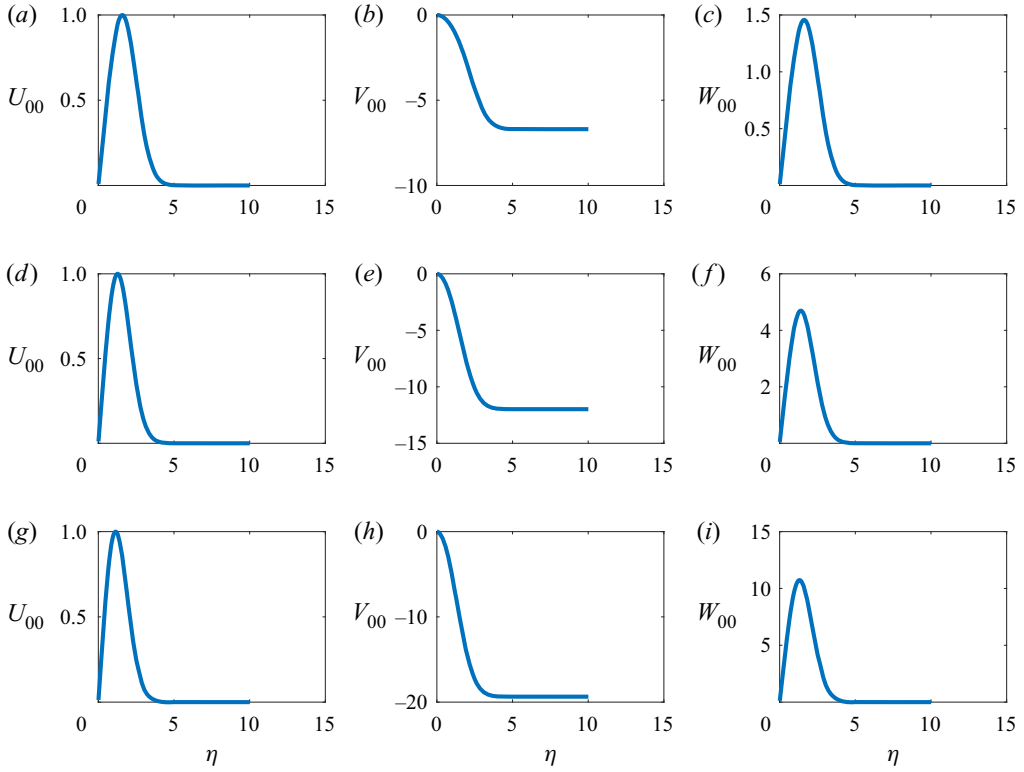 (a) 1.0 (b) 0 (c) 1.5
U00 0.5 V00 −5 W00 1.0
0.5
−10
0 5 10 15 0 5 10 15 0 5 10 15
(d) 1.0 (e) 0 (f) 6
U00 0.5 V00 −5 W00 4
−10 2
−15
0 5 10 15 0 5 10 15 0 5 10 15
(g) 1.0 (h) 0 (i) 15
U00 0.5 V00 −10 W00 10
5
−20
0 5 10 15 0 5 10 15 0 5 10 15
η η η